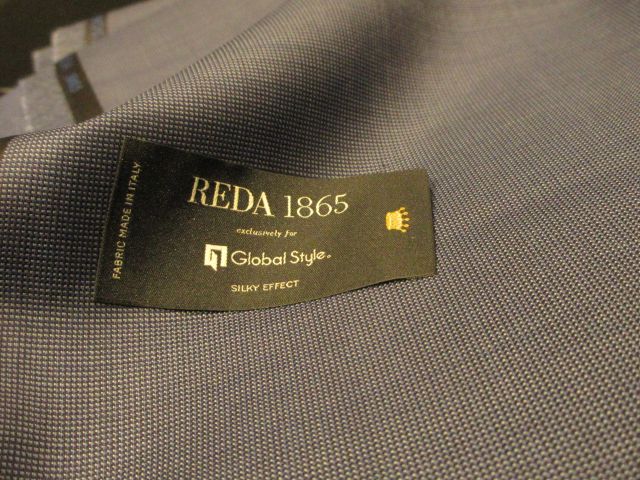 FABRIC MADE IN ITALY
REDA 1865
exclusively for
Global Style.
SILKY EFFECT